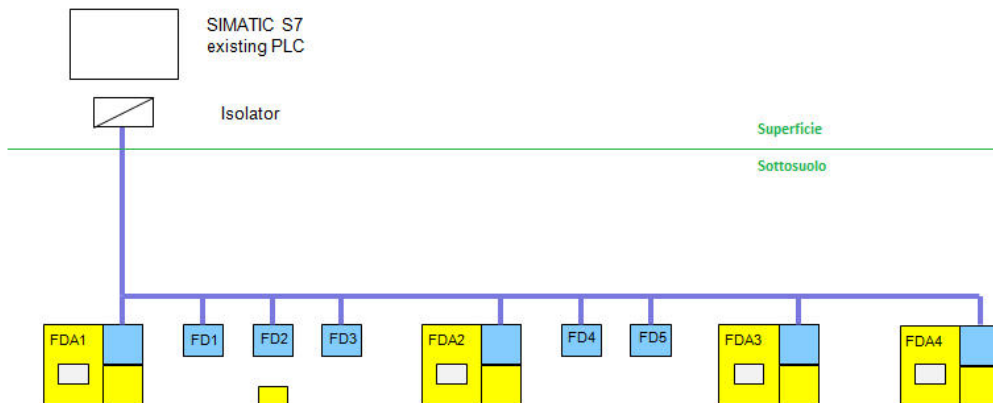 SIMATIC S7
existing PLC
Isolator
Superficie
Sottosuolo
FDA1
FD1
FD2
FD3
FDA2
FD4
FD5
FDA3
FDA4